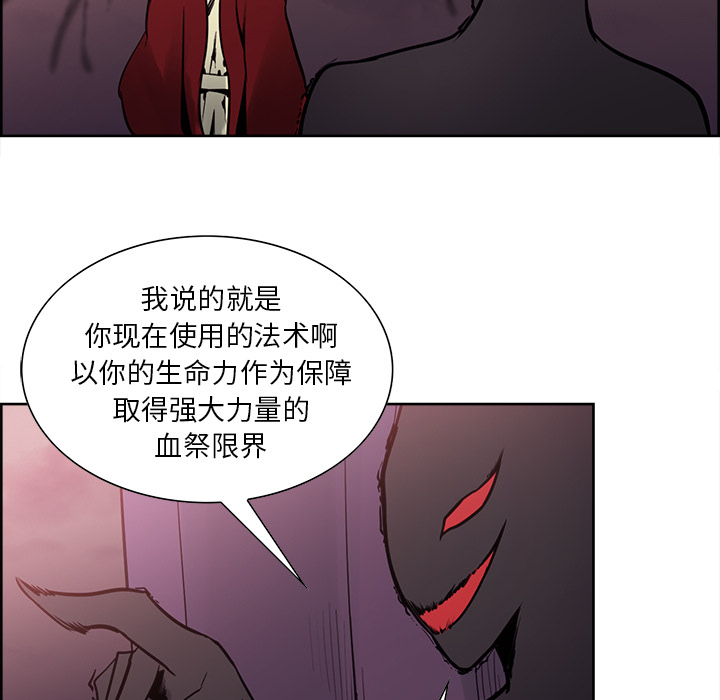 我说的就是
你现在使用的法术啊
以你的生命力作为保障
取得强大力量的
血祭限界